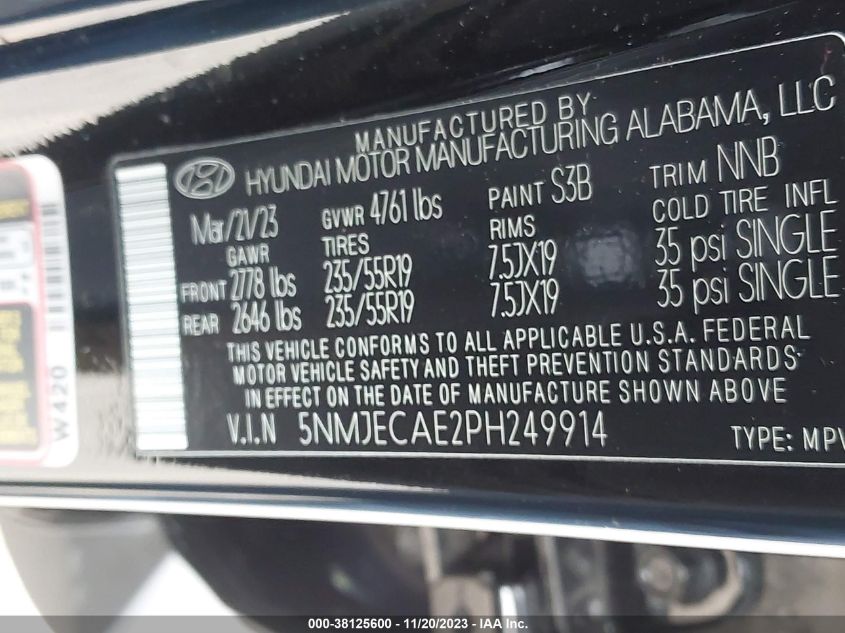 MANUFACTURED BY
HYUNDAI MOTOR MANUFACTURING ALABAMA, LLC
Mar/21/23 GVWR 4761 lbs PAINT S3B TRIM NNB
GAWR TIRES RIMS COLD TIRE INFL
FRONT 2778 lbs 235/55R19 7.5JX19 35 psi SINGLE
REAR 2646 lbs 235/55R19 7.5JX19 35 psi SINGLE
THIS VEHICLE CONFORMS TO ALL APPLICABLE U.S.A. FEDERAL
MOTOR VEHICLE SAFETY AND THEFT PREVENTION STANDARDS
IN EFFECT ON THE DATE OF MANUFACTURE SHOWN ABOVE
V.I.N 5NMJECAE2PH249914 TYPE: MPV
W420
000-38125600 - 11/20/2023 - IAA Inc.